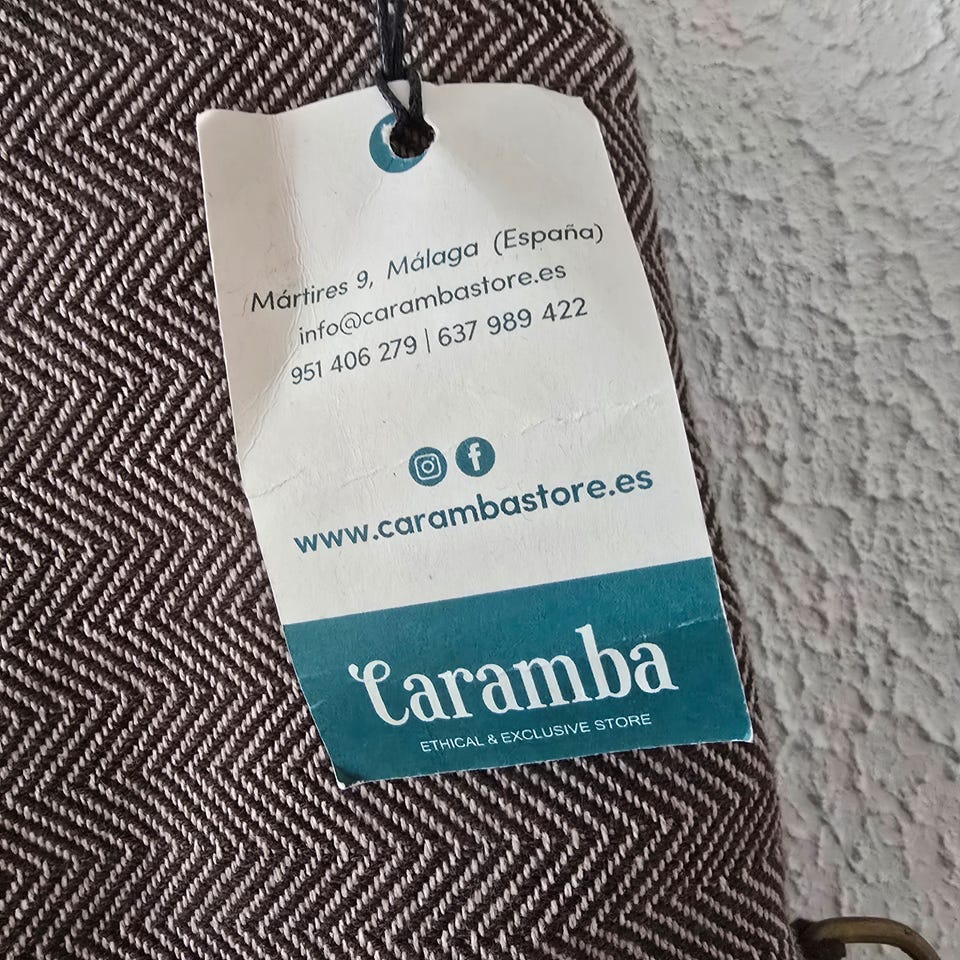 Mártires 9, Málaga (España)
info@carambastore.es
951 406 279 | 637 989 422
www.carambastore.es
Caramba
ETHICAL & EXCLUSIVE STORE